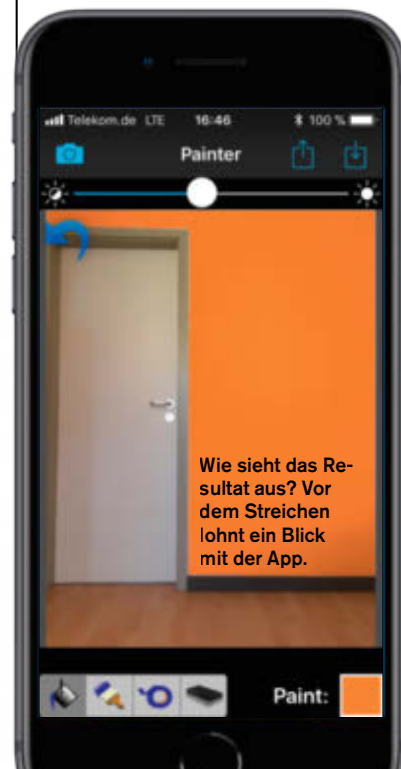 Telekom.de LTE 16:46 100 %
Painter
Wie sieht das Re-
sultat aus? Vor
dem Streichen
lohnt ein Blick
mit der App.
Paint: